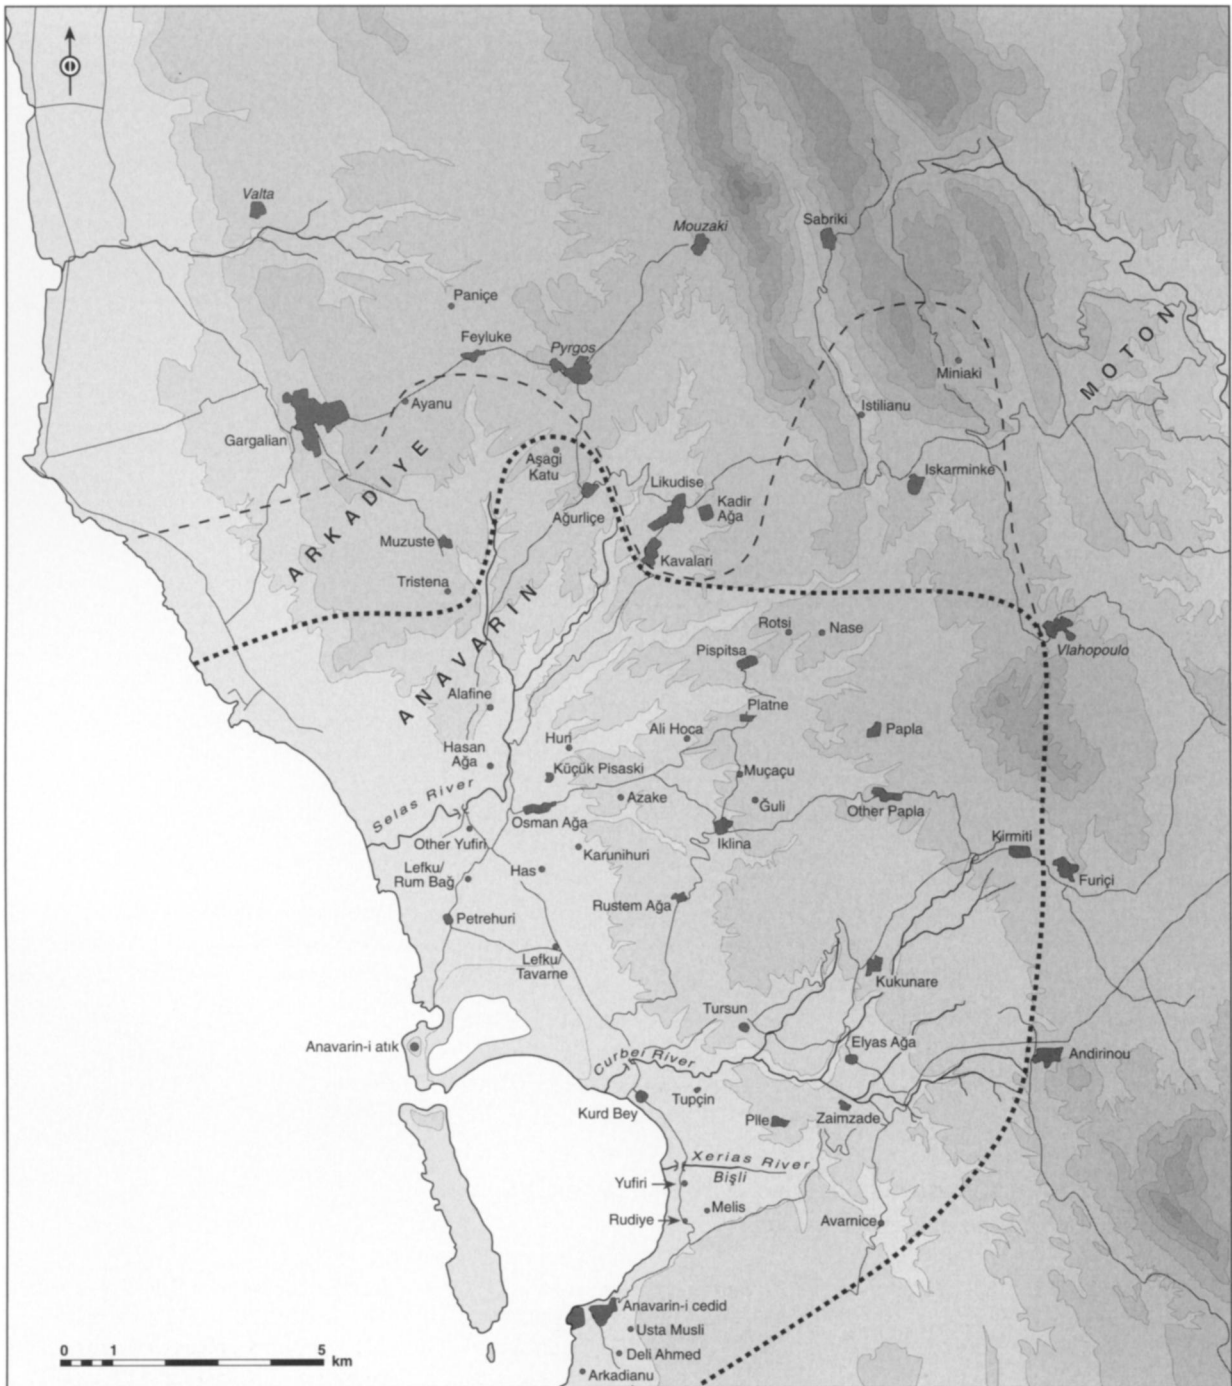 Valta
Mouzaki
Sabriki
Paniçe
Feyluke
Pyrgos
MOTON
Miniaki
Ayanu
Istilianu
Gargalian
ARKADIYE
Aşagi
Katu
Likudise
Iskarminke
Kadir
Ağa
Ağurliçe
Muzuste
Kavalari
Tristena
ANAVARIN
Rotsi
Nase
Vlahopoulo
Pispitsa
Alafine
Platne
Huri
Ali Hoca
Papla
Hasan
Ağa
Küçük Pisaski
Muçaçu
Selas River
Azake
Ğuli
Osman Ağa
Other Papla
Other Yufiri
Iklina
Kirmiti
Karunihuri
Lefku/
Rum Bağ
Has
Furiçi
Rustem Ağa
Petrehuri
Lefku/
Tavarne
Kukunare
Tursun
Anavarin-i atık
Curbei River
Elyas Ağa
Andirinou
Tupçin
Kurd Bey
Plle
Zaimzade
Xerias River
Yufiri
Bişli
Melis
Rudiye
Avarnice
Anavarin-i cedid
Usta Musli
Deli Ahmed
Arkadianu
0 1 5 km